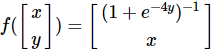 f([x y]) = [(1 + e^{-4y})^{-1} x]